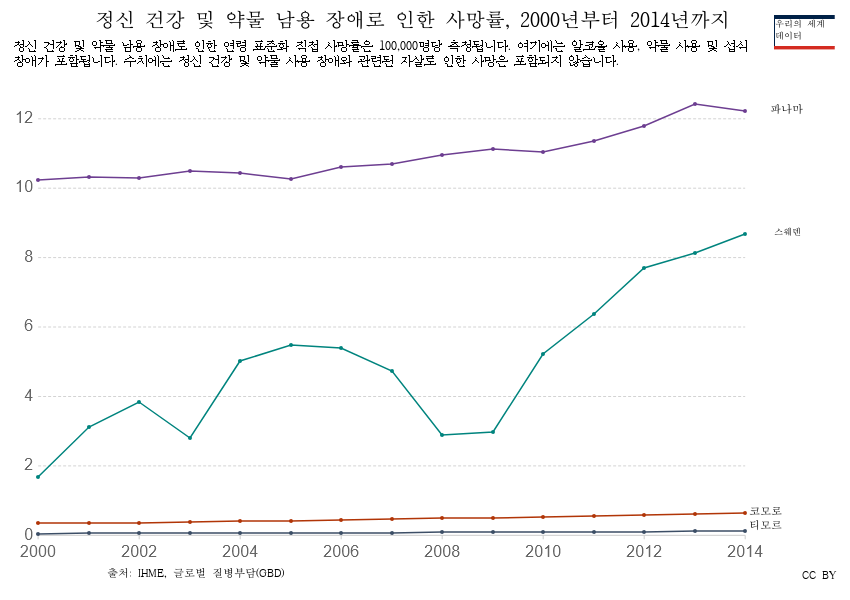 정신 건강 및 약물 남용 장애로 인한 사망률, 2000년부터 2014년까지
우리의 세계
데이터
정신 건강 및 약물 남용 장애로 인한 연령 표준화 직접 사망률은 100,000명당 측정됩니다. 여기에는 알코올 사용, 약물 사용 및 섭식
장애가 포함됩니다. 수치에는 정신 건강 및 약물 사용 장애와 관련된 자살로 인한 사망은 포함되지 않습니다.
12
파나마
10
스웨덴
8
6
4
2
코모로
티모르
0
2000 2002 2004 2006 2008 2010 2012 2014
출처: IHME, 글로벌 질병부담(GBD)
CC BY